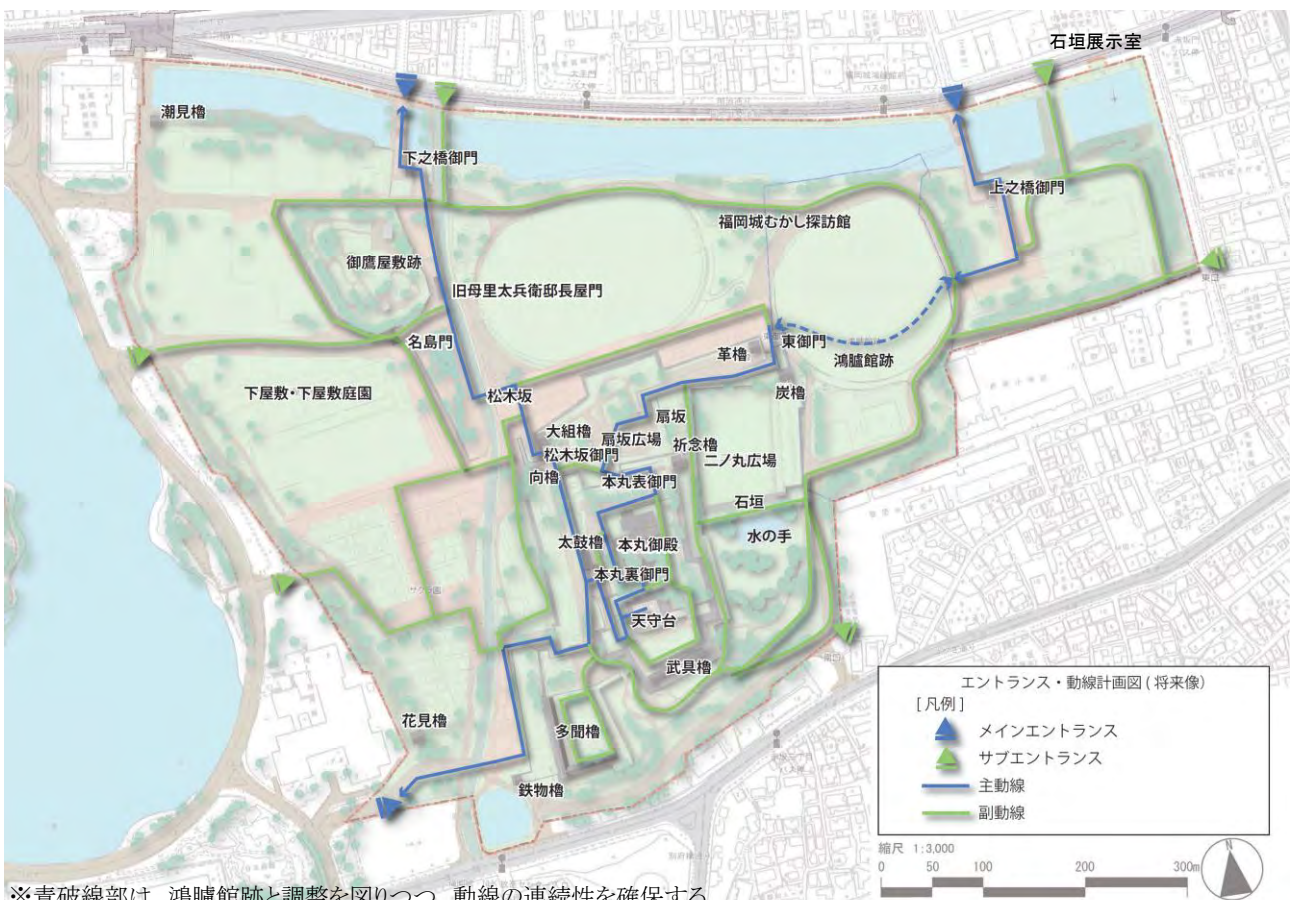 石垣展示室
潮見櫓
下之橋御門
上之橋御門
福岡城むかし探訪館
御鷹屋敷跡
旧母里太兵衛邸長屋門
名島門
東御門
革櫓
鴻臚館跡
下屋敷・下屋敷庭園
松木坂
炭櫓
扇坂
大組櫓
扇坂広場
祈念櫓
松木坂御門
二ノ丸広場
向櫓
本丸表御門
石垣
水の手
太鼓櫓
本丸御殿
本丸裏御門
天守台
武具櫓
花見櫓
多聞櫓
鉄物櫓
エントランス・動線計画図(将来像)
[凡例]
メインエントランス
サブエントランス
主動線
副動線
縮尺 1:3,000
0 50 100 200 300m
N
※青破線部は、鴻臚館跡と調整を図りつつ、動線の連続性を確保する